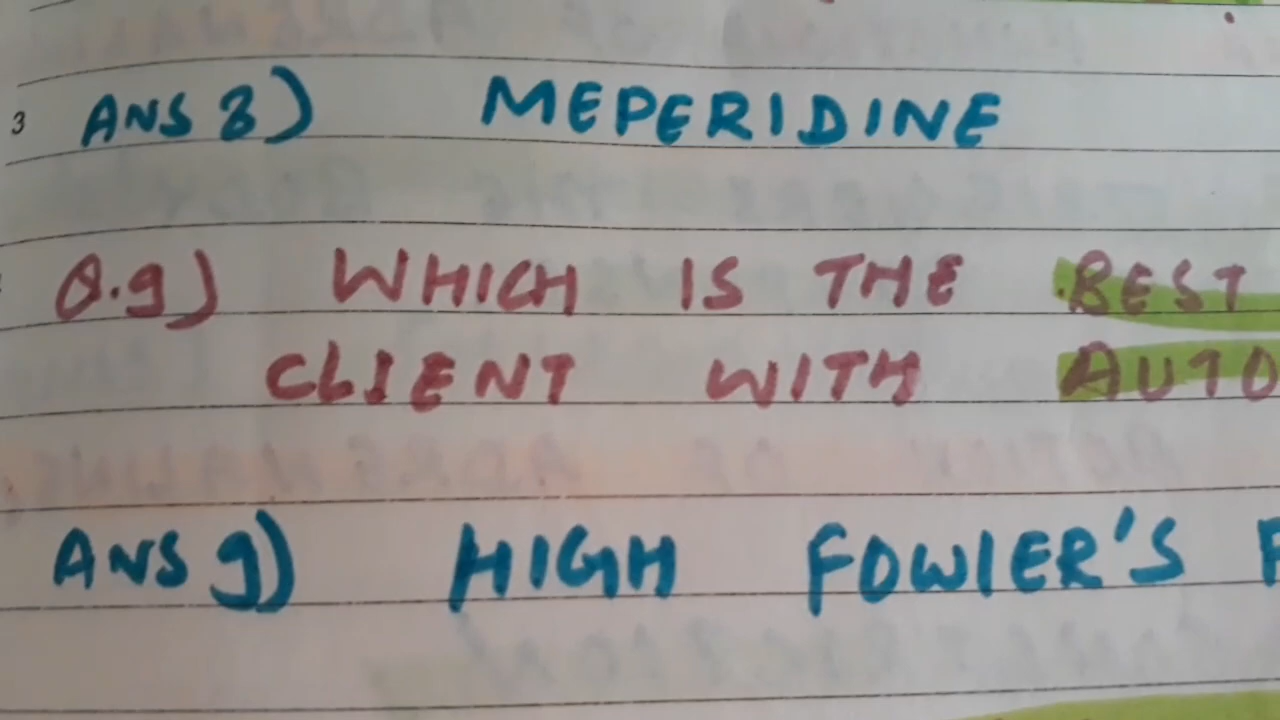 3 ANS 8) MEPERIDINE
Q.9) WHICH IS THE BEST
CLIENT WITH AUTO
ANS 9) HIGH FOWLER'S